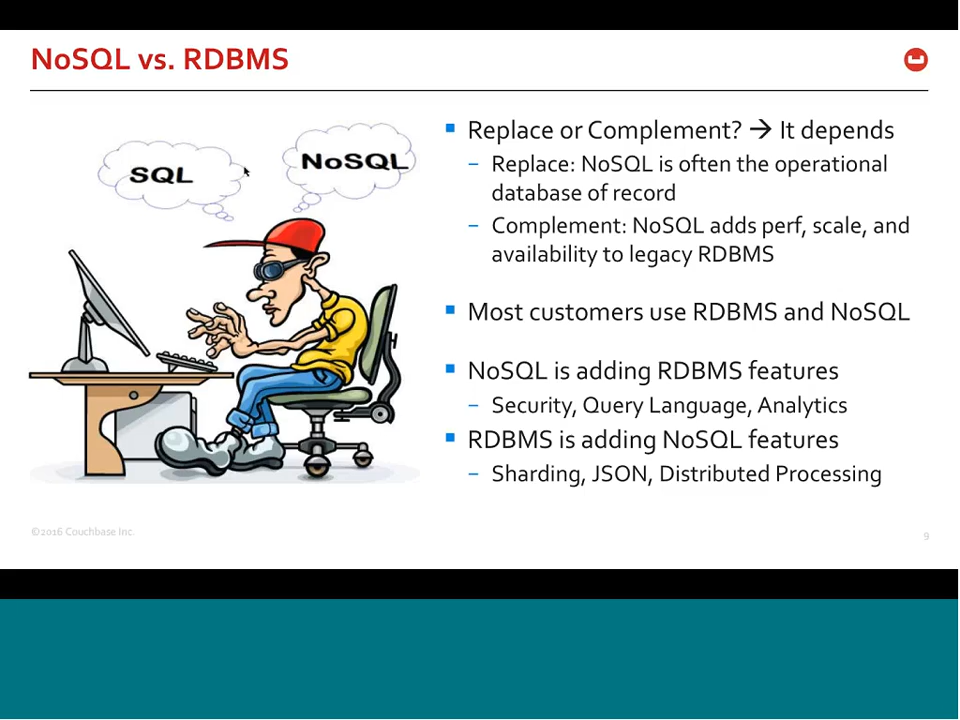 NoSQL vs. RDBMS
SQL
NoSQL
▪ Replace or Complement? → It depends
– Replace: NoSQL is often the operational
database of record
– Complement: NoSQL adds perf, scale, and
availability to legacy RDBMS
▪ Most customers use RDBMS and NoSQL
▪ NoSQL is adding RDBMS features
– Security, Query Language, Analytics
▪ RDBMS is adding NoSQL features
– Sharding, JSON, Distributed Processing
©2016 Couchbase Inc.
9